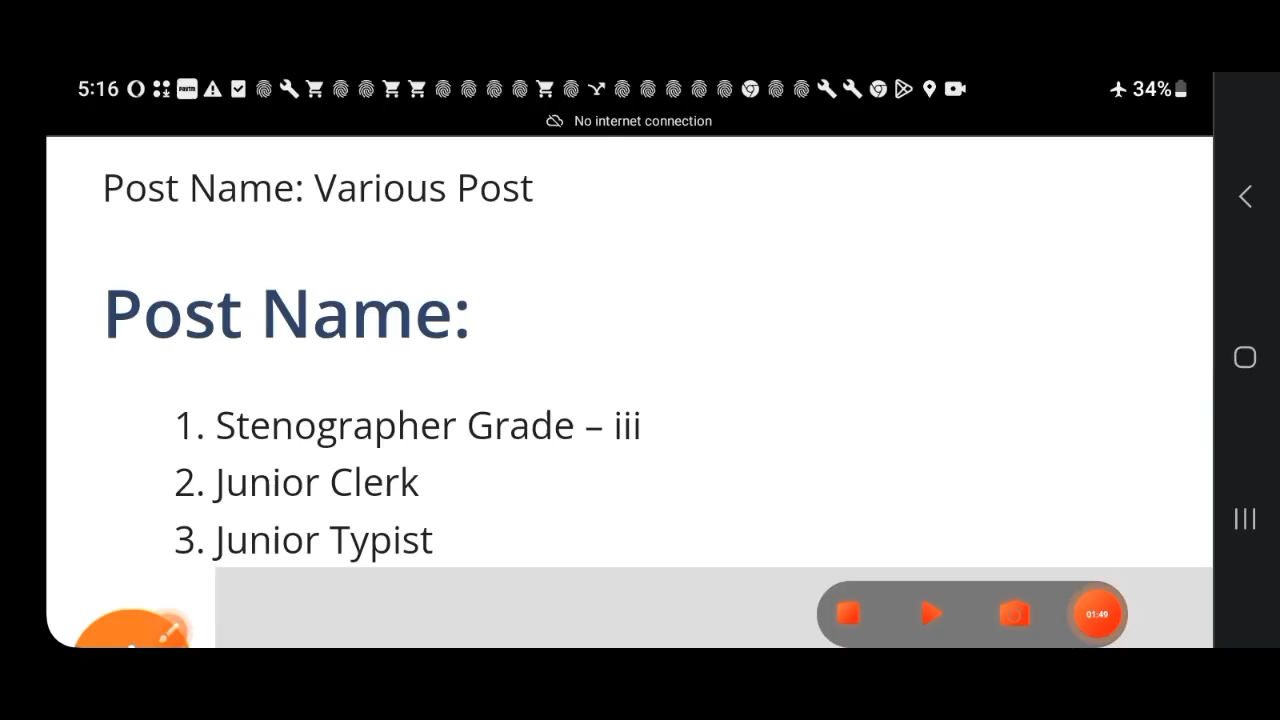 5:16 Paytm 34%
No internet connection
Post Name: Various Post
Post Name:
1. Stenographer Grade – iii
2. Junior Clerk
3. Junior Typist
01:49